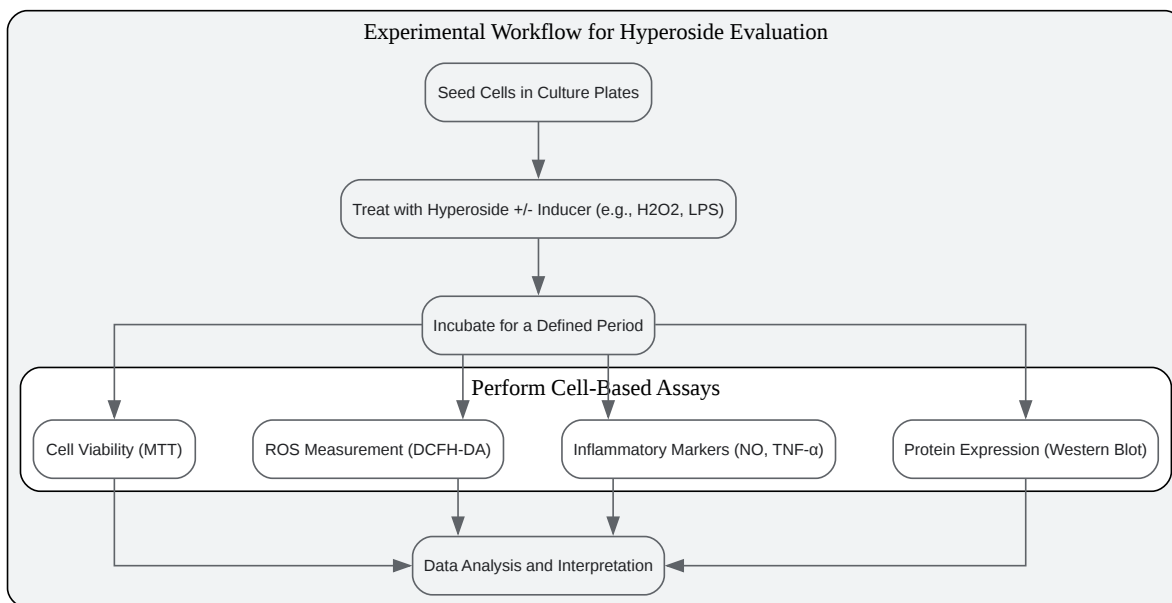 Experimental Workflow for Hyperoside Evaluation
Seed Cells in Culture Plates
Treat with Hyperoside +/- Inducer (e.g., H2O2, LPS)
Incubate for a Defined Period
Perform Cell-Based Assays
Cell Viability (MTT)
ROS Measurement (DCFH-DA)
Inflammatory Markers (NO, TNF-α)
Protein Expression (Western Blot)
Data Analysis and Interpretation